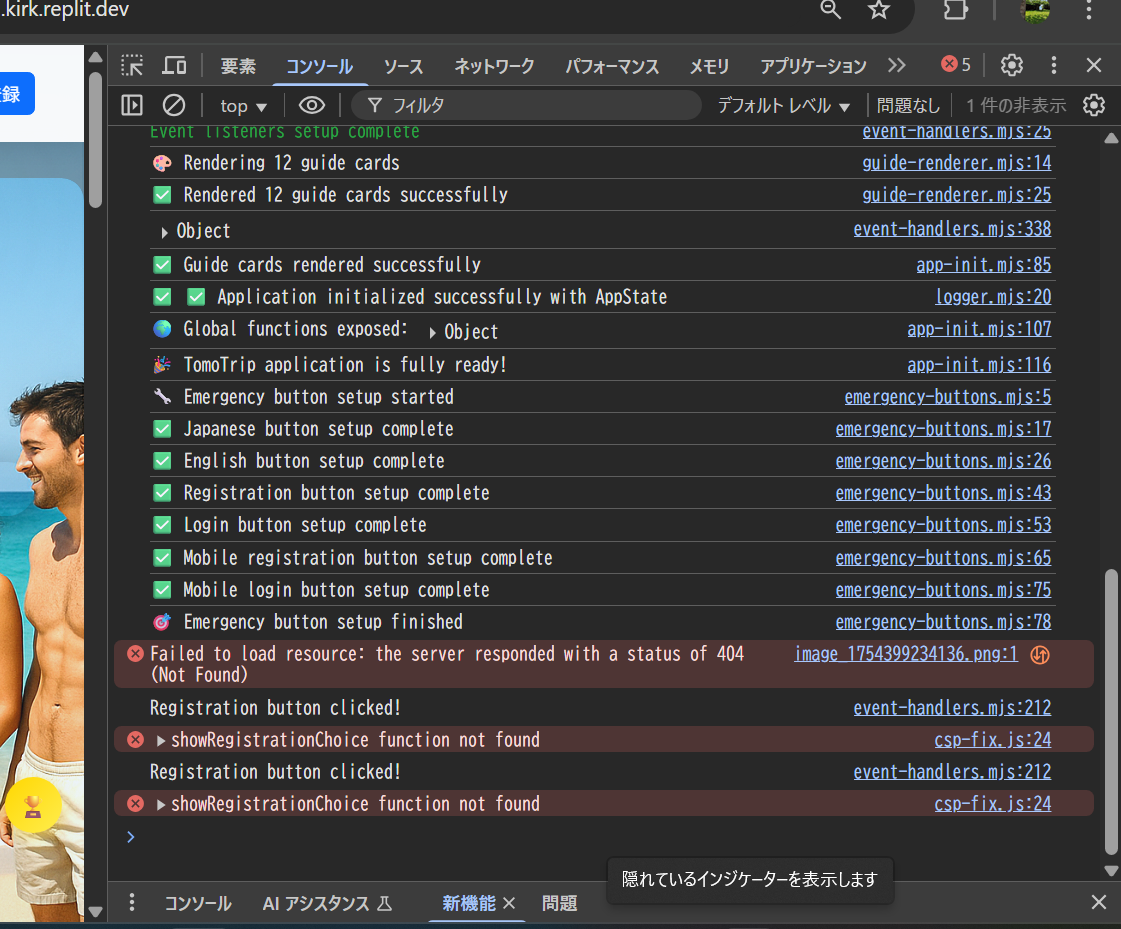 .kirk.replit.dev
登録
要素 コンソール ソース ネットワーク パフォーマンス メモリ アプリケーション 5
top フィルタ デフォルト レベル 問題なし 1 件の非表示
Event listeners setup complete event-handlers.mjs:25
Rendering 12 guide cards guide-renderer.mjs:14
Rendered 12 guide cards successfully guide-renderer.mjs:25
Object event-handlers.mjs:338
Guide cards rendered successfully app-init.mjs:85
Application initialized successfully with AppState logger.mjs:20
Global functions exposed: Object app-init.mjs:107
TomoTrip application is fully ready! app-init.mjs:116
Emergency button setup started emergency-buttons.mjs:5
Japanese button setup complete emergency-buttons.mjs:17
English button setup complete emergency-buttons.mjs:26
Registration button setup complete emergency-buttons.mjs:43
Login button setup complete emergency-buttons.mjs:53
Mobile registration button setup complete emergency-buttons.mjs:65
Mobile login button setup complete emergency-buttons.mjs:75
Emergency button setup finished emergency-buttons.mjs:78
Failed to load resource: the server responded with a status of 404 image_1754399234136.png:1
(Not Found)
Registration button clicked! event-handlers.mjs:212
showRegistrationChoice function not found csp-fix.js:24
Registration button clicked! event-handlers.mjs:212
showRegistrationChoice function not found csp-fix.js:24
隠れているインジケーターを表示します
コンソール AI アシスタンス 新機能 問題